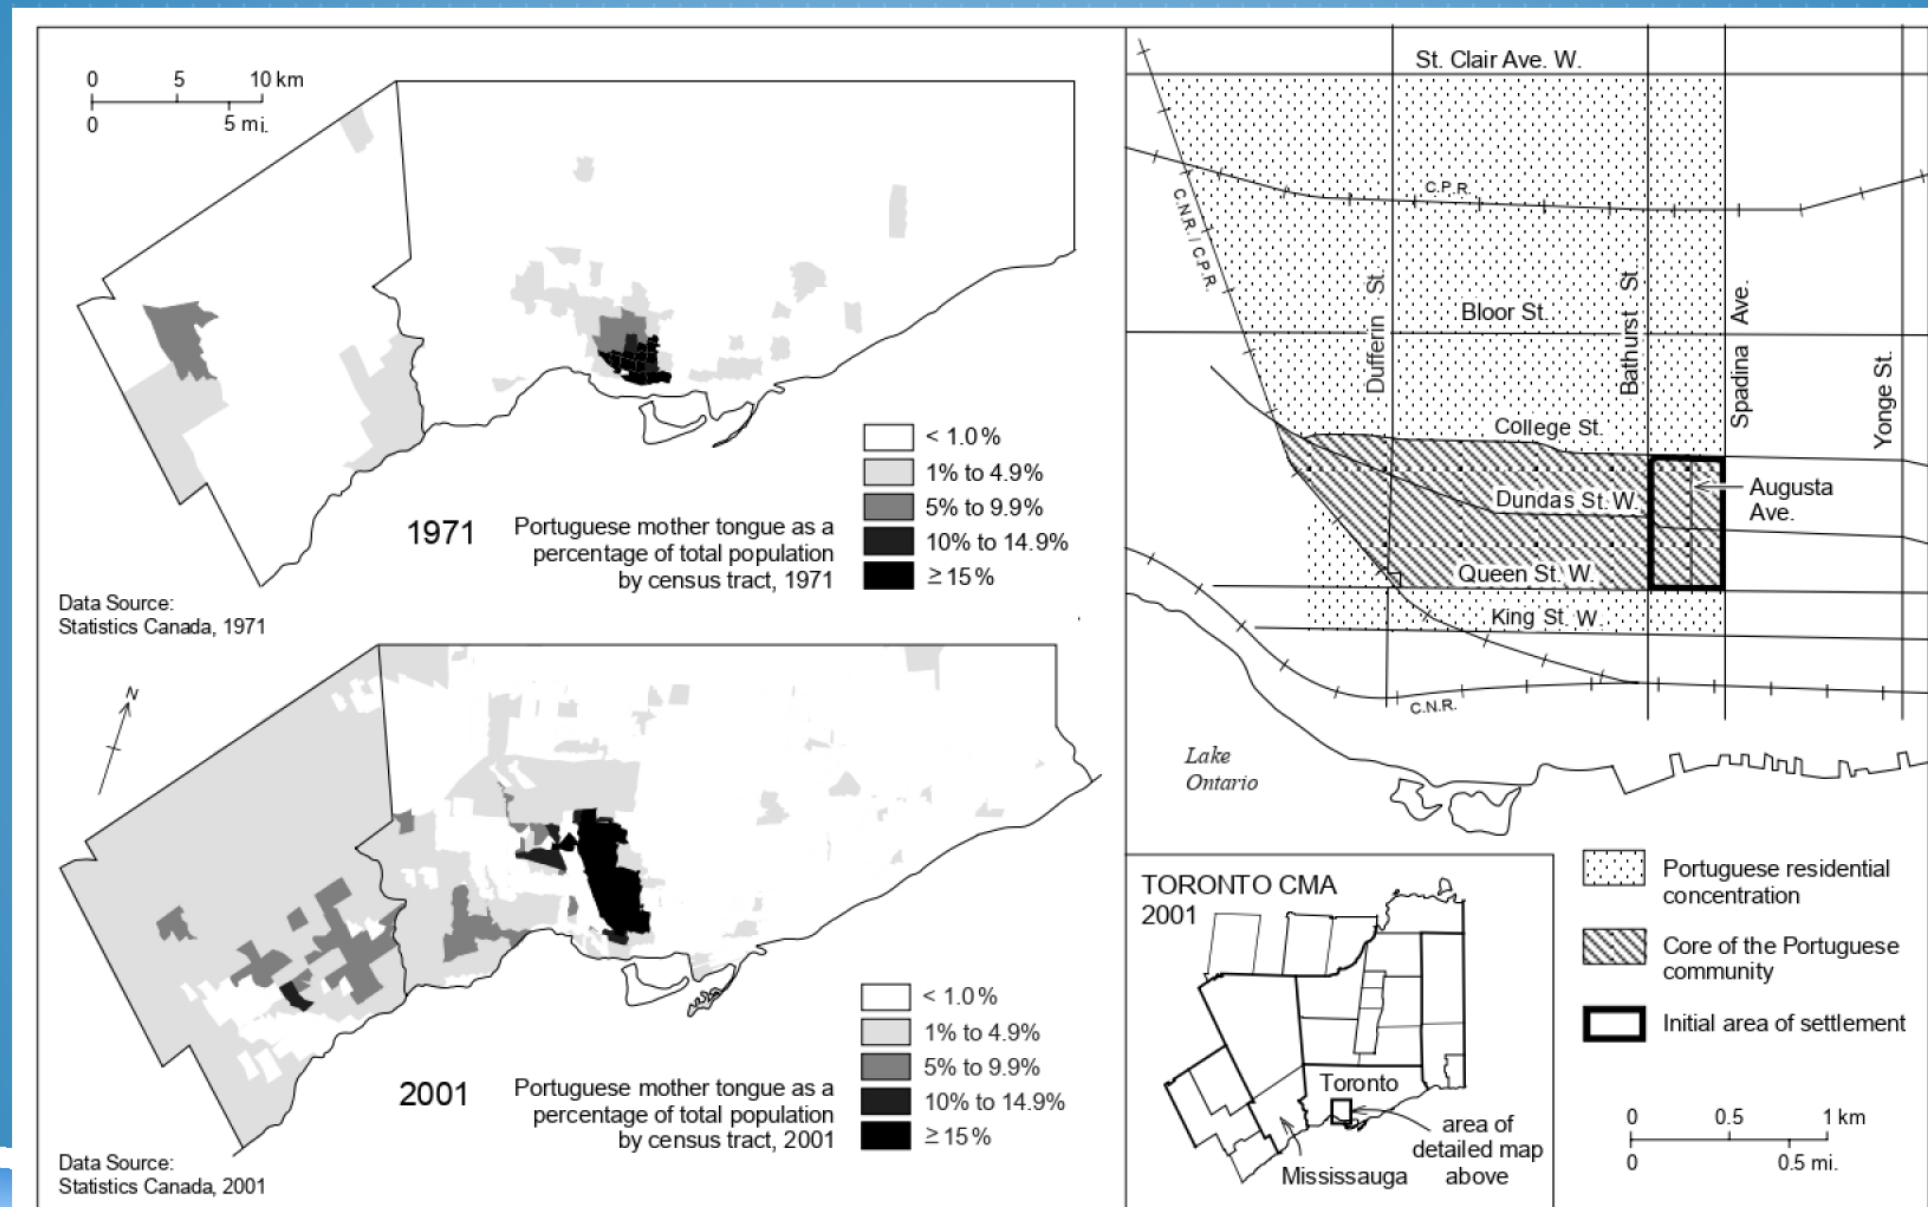 0 5 10 km
0 5 mi.
1971
Portuguese mother tongue as a
percentage of total population
by census tract, 1971
< 1.0 %
1% to 4.9%
5% to 9.9%
10% to 14.9%
≥ 15 %
Data Source:
Statistics Canada, 1971
N
2001
Portuguese mother tongue as a
percentage of total population
by census tract, 2001
< 1.0 %
1% to 4.9%
5% to 9.9%
10% to 14.9%
≥ 15 %
Data Source:
Statistics Canada, 2001
St. Clair Ave. W.
C.P.R.
C.N.R. / C.P.R.
Dufferin St.
Bloor St.
Bathurst St.
Spadina Ave.
Yonge St.
College St.
Dundas St. W.
Augusta
Ave.
Queen St. W.
King St. W.
C.N.R.
Lake
Ontario
TORONTO CMA
2001
Toronto
Mississauga
area of
detailed map
above
Portuguese residential
concentration
Core of the Portuguese
community
Initial area of settlement
0 0.5 1 km
0 0.5 mi.